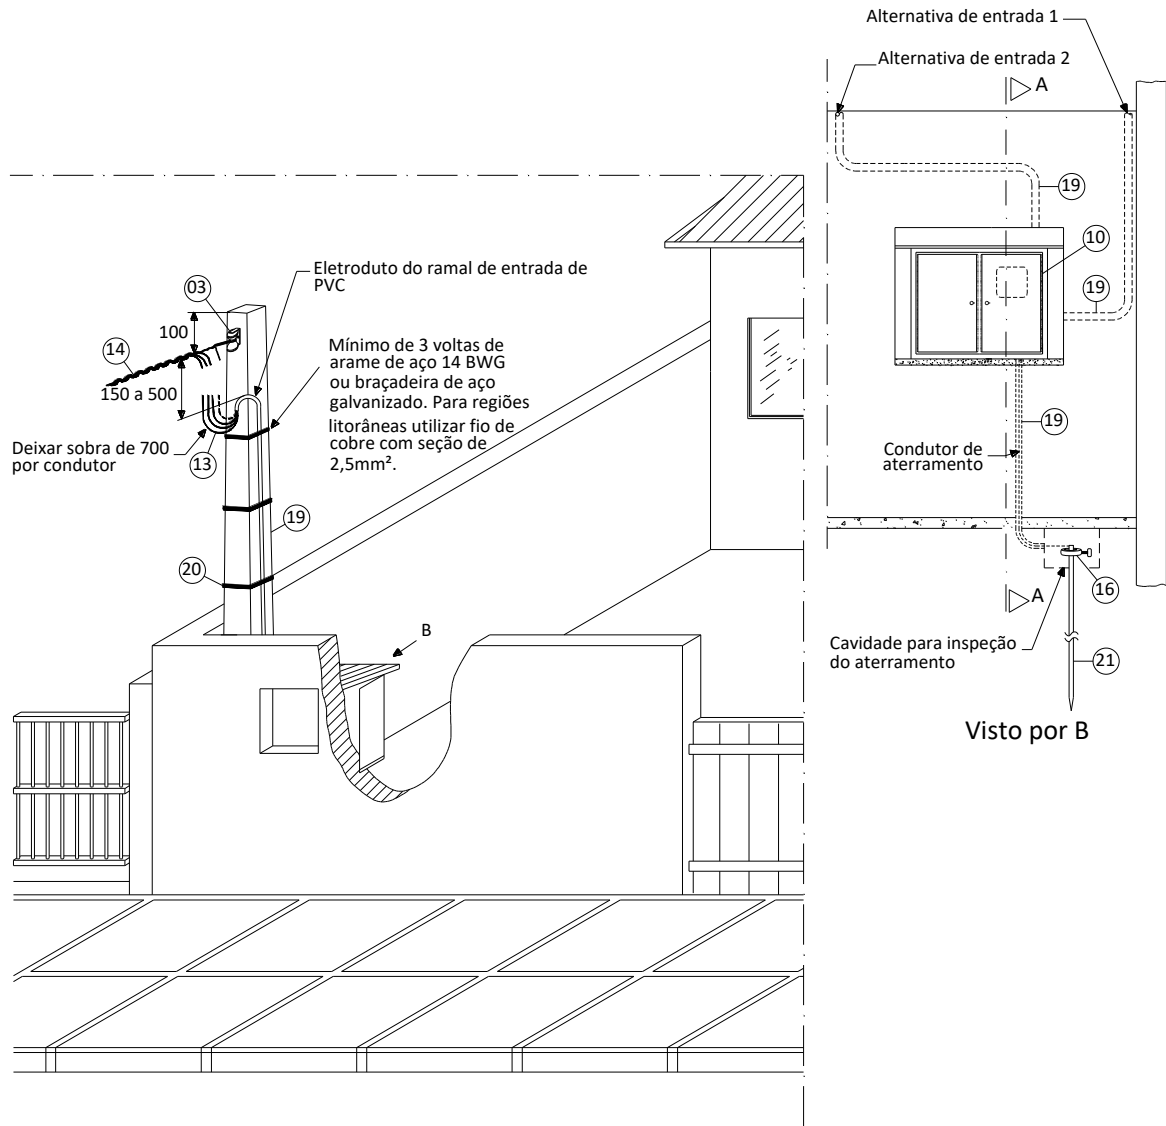 Alternativa de entrada 1
Alternativa de entrada 2
A
19
10
19
19
Condutor de
aterramento
A
16
Cavidade para inspeção
do aterramento
21
Visto por B
Eletroduto do ramal de entrada de
PVC
03
100
14
150 a 500
Mínimo de 3 voltas de
arame de aço 14 BWG
ou braçadeira de aço
galvanizado. Para regiões
litorâneas utilizar fio de
cobre com seção de
2,5mm².
Deixar sobra de 700
por condutor
13
19
20
B